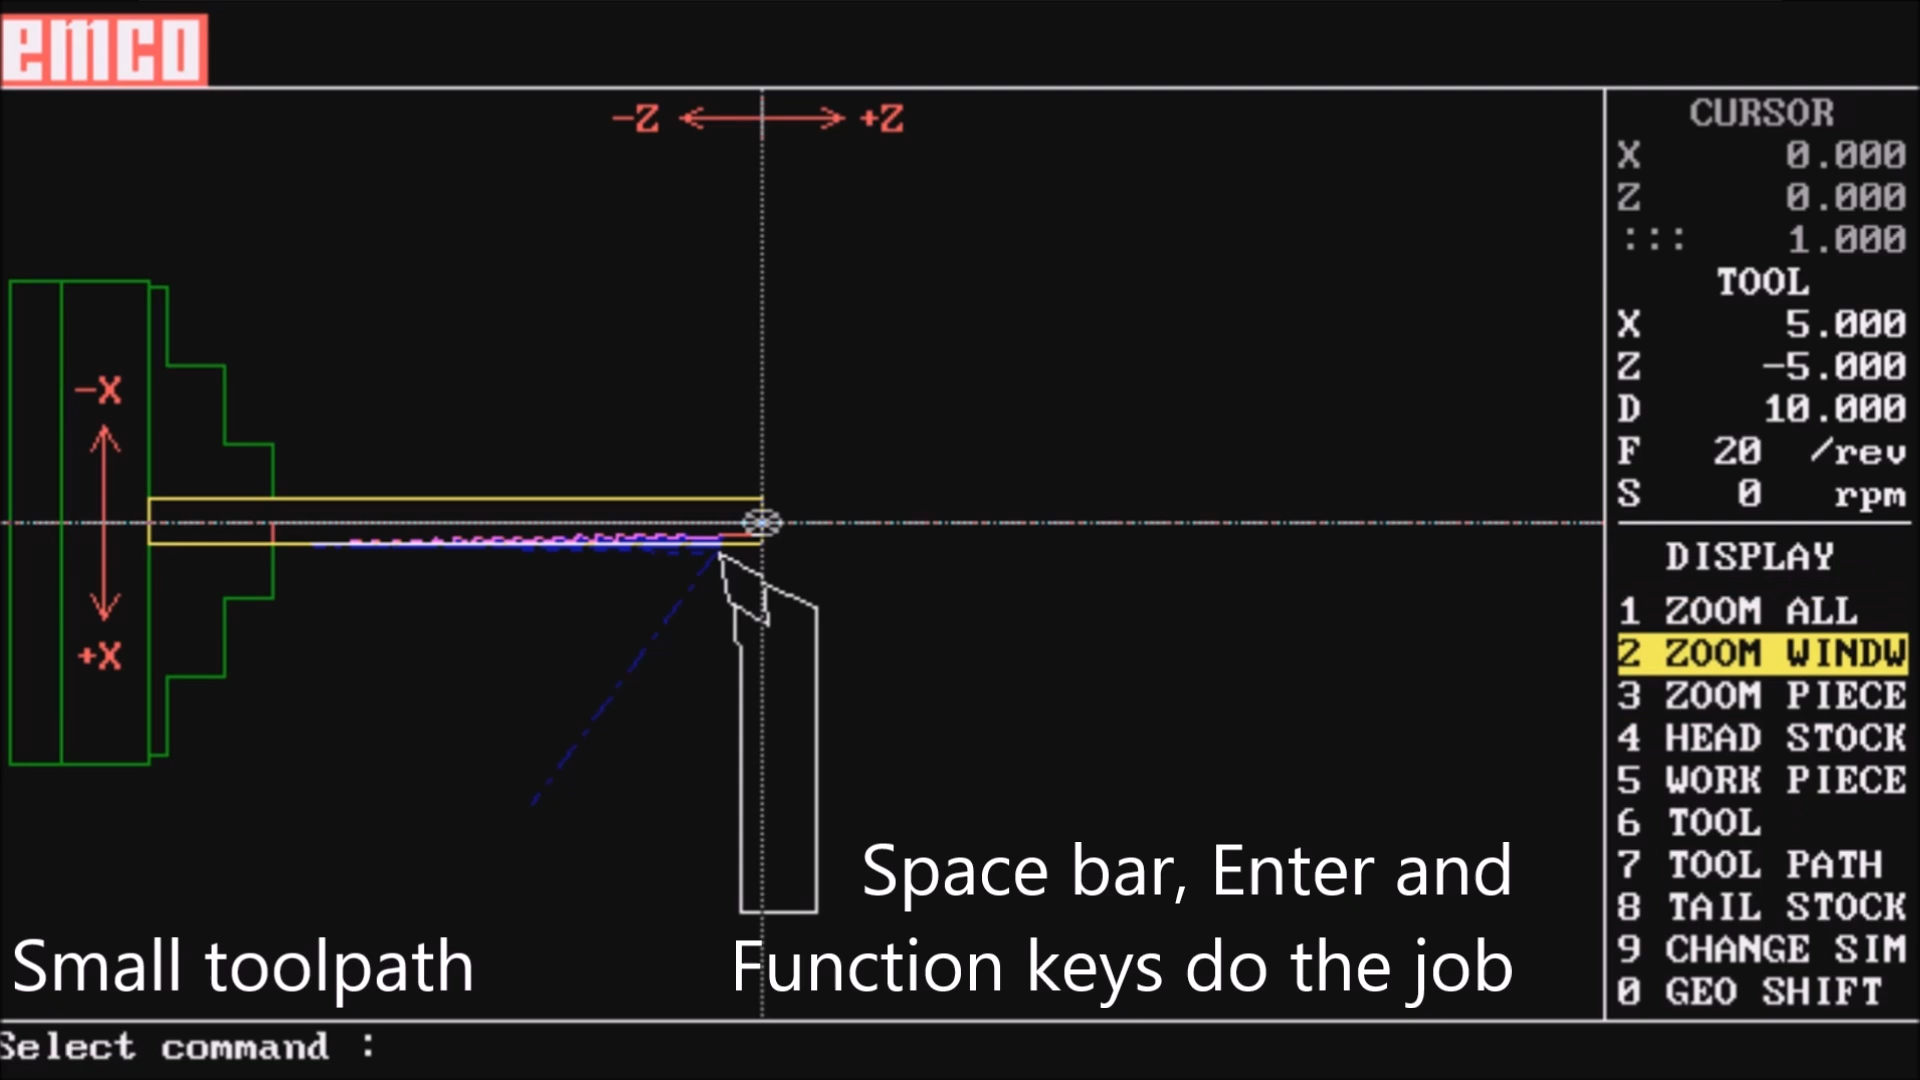 emco
-Z +Z
CURSOR
X 0.000
Z 0.000
::: 1.000
TOOL
X 5.000
Z -5.000
D 10.000
F 20 /rev
S 0 rpm
-X
+X
DISPLAY
1 ZOOM ALL
2 ZOOM WINDW
3 ZOOM PIECE
4 HEAD STOCK
5 WORK PIECE
6 TOOL
7 TOOL PATH
8 TAIL STOCK
9 CHANGE SIM
0 GEO SHIFT
Space bar, Enter and
Function keys do the job
Small toolpath
Select command :